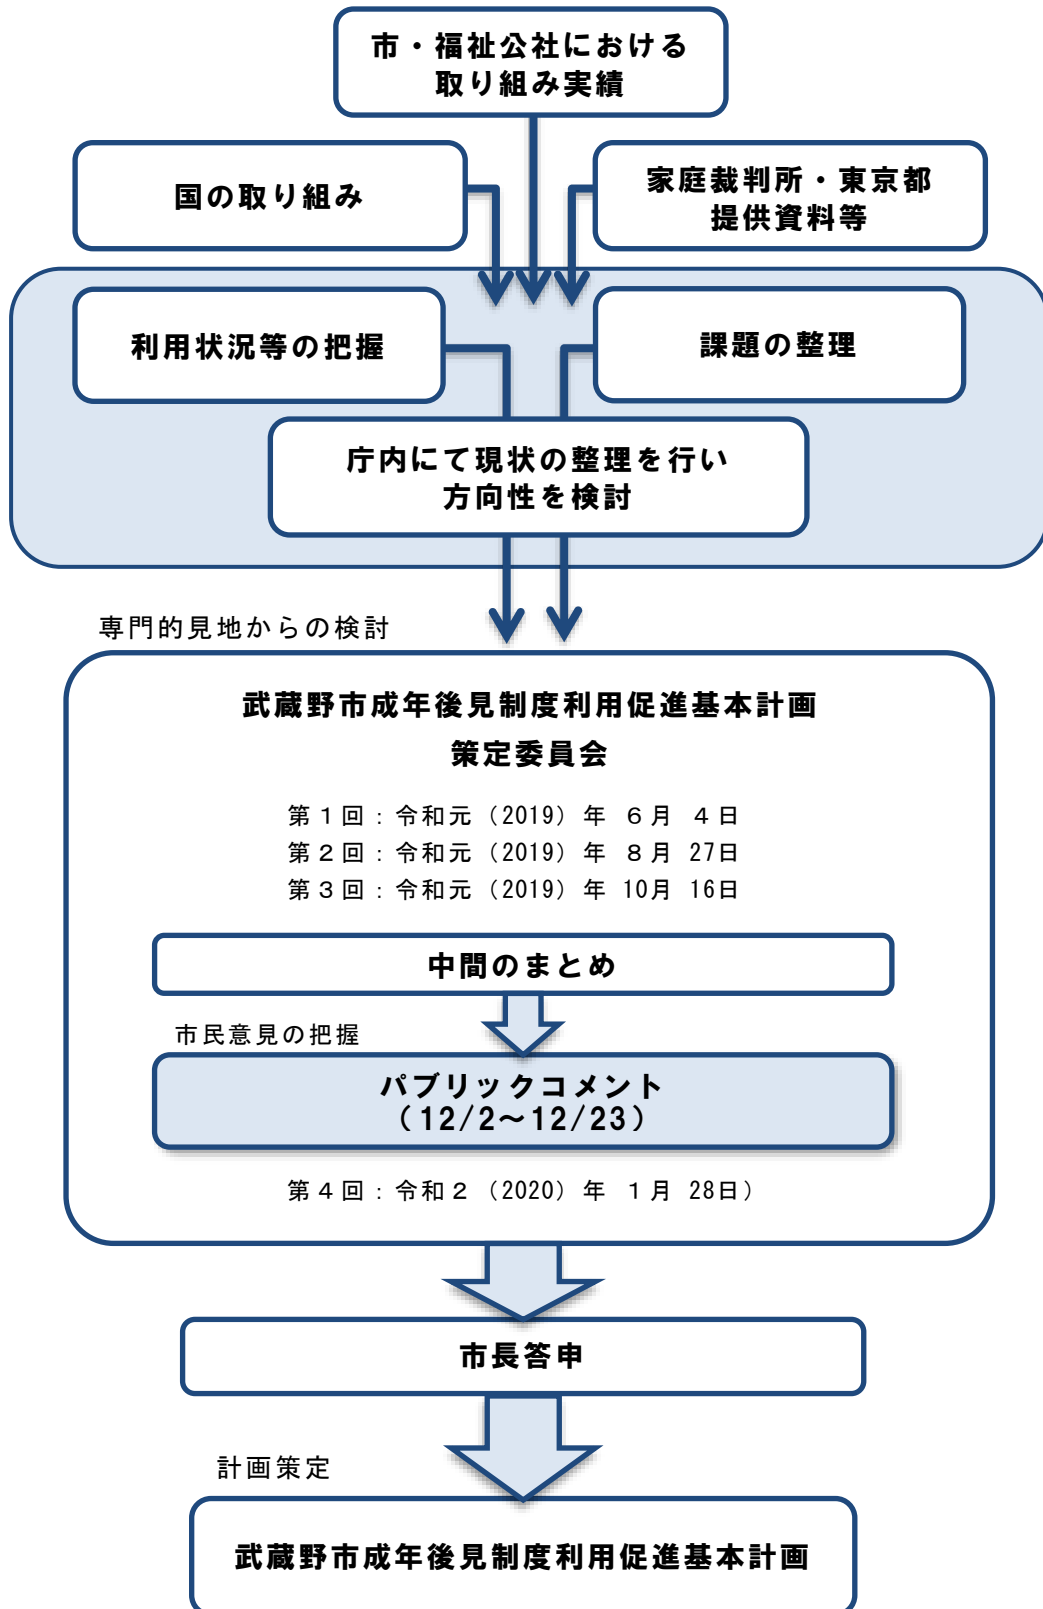 市・福祉公社における
取り組み実績
国の取り組み
家庭裁判所・東京都
提供資料等
利用状況等の把握
課題の整理
庁内にて現状の整理を行い
方向性を検討
専門的見地からの検討
武蔵野市成年後見制度利用促進基本計画
策定委員会
第１回：令和元（2019）年 ６月 ４日
第２回：令和元（2019）年 ８月 27日
第３回：令和元（2019）年 10月 16日
中間のまとめ
市民意見の把握
パブリックコメント
（12/2～12/23）
第４回：令和２（2020）年 １月 28日）
市長答申
計画策定
武蔵野市成年後見制度利用促進基本計画